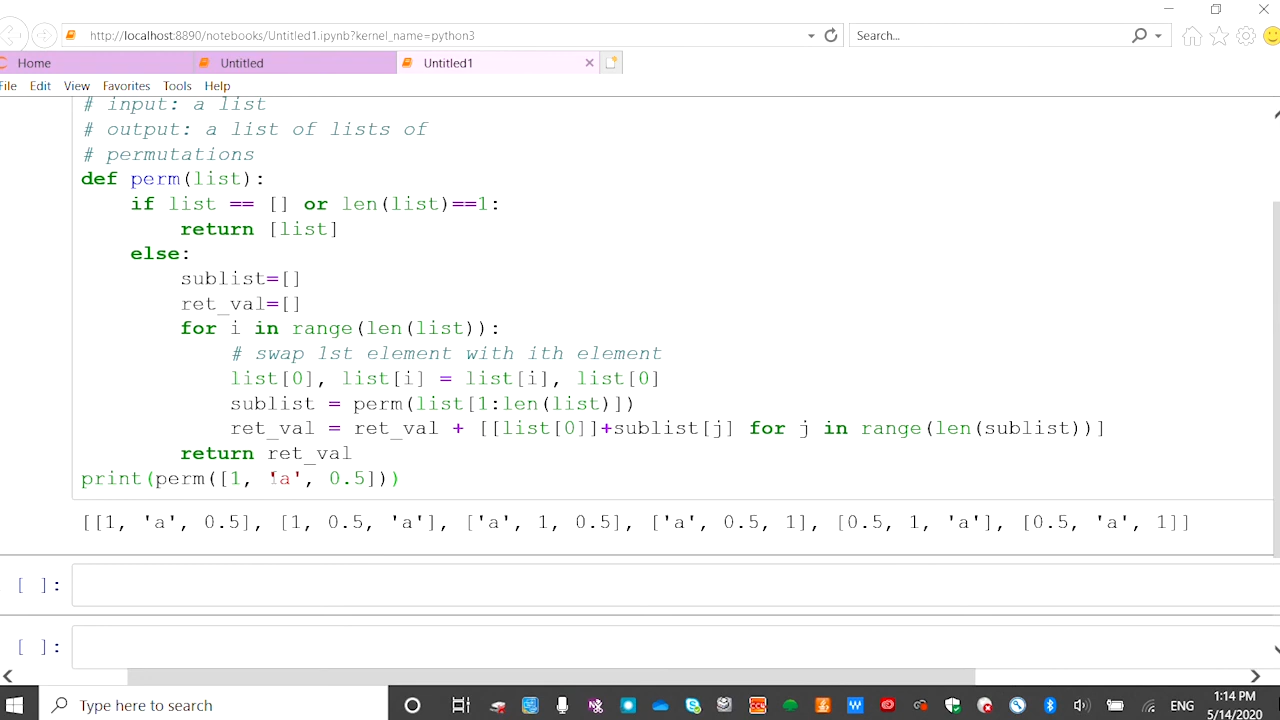 http://localhost:8890/notebooks/Untitled1.ipynb?kernel_name=python3
Search...
Home
Untitled
Untitled1
File Edit View Favorites Tools Help
# input: a list
# output: a list of lists of
# permutations
def perm(list):
    if list == [] or len(list)==1:
        return [list]
    else:
        sublist=[]
        ret_val=[]
        for i in range(len(list)):
            # swap 1st element with ith element
            list[0], list[i] = list[i], list[0]
            sublist = perm(list[1:len(list)])
            ret_val = ret_val + [[list[0]]+sublist[j] for j in range(len(sublist))]
        return ret_val
print(perm([1, 'a', 0.5]))
[[1, 'a', 0.5], [1, 0.5, 'a'], ['a', 1, 0.5], ['a', 0.5, 1], [0.5, 1, 'a'], [0.5, 'a', 1]]
[ ]:
[ ]:
Type here to search
ENG
1:14 PM
5/14/2020